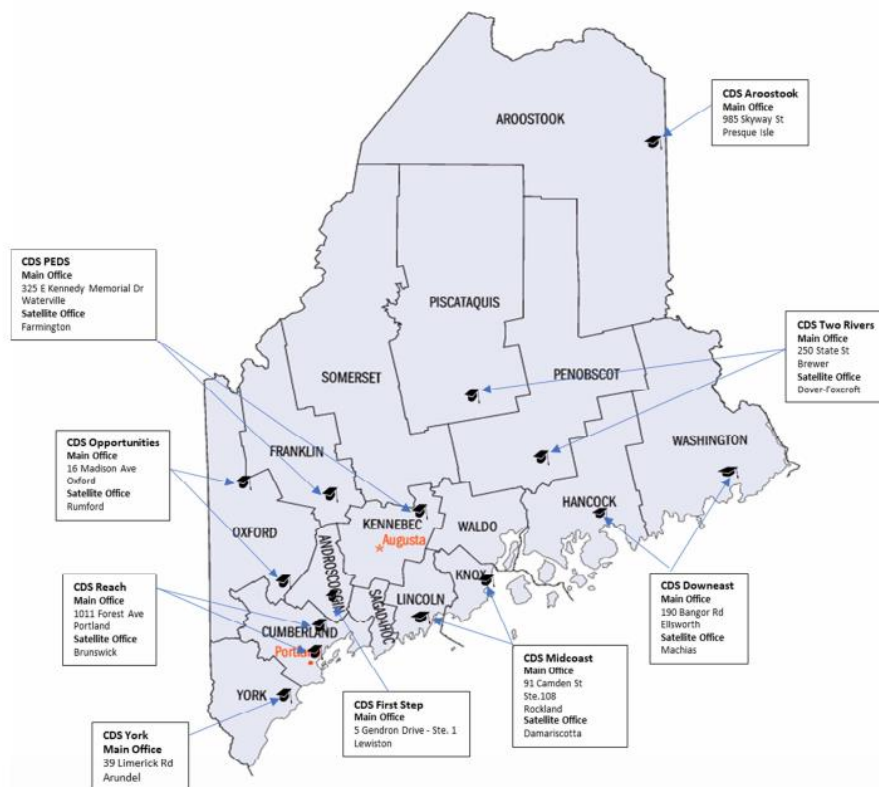 CDS Aroostook
Main Office
985 Skyway St
Presque Isle
AROOSTOOK
CDS PEDS
Main Office
325 E Kennedy Memorial Dr
Waterville
Satellite Office
Farmington
PISCATAQUIS
CDS Two Rivers
Main Office
250 State St
Brewer
Satellite Office
Dover-Foxcroft
SOMERSET
PENOBSCOT
CDS Opportunities
Main Office
16 Madison Ave
Oxford
Satellite Office
Rumford
FRANKLIN
WASHINGTON
HANCOCK
OXFORD
KENNEBEC
Augusta
WALDO
ANDROSCOGGIN
KNOX
LINCOLN
SAGADAHOC
CDS Reach
Main Office
1011 Forest Ave
Portland
Satellite Office
Brunswick
CUMBERLAND
Portland
CDS Downeast
Main Office
190 Bangor Rd
Ellsworth
Satellite Office
Machias
YORK
CDS Midcoast
Main Office
91 Camden St
Ste.108
Rockland
Satellite Office
Damariscotta
CDS First Step
Main Office
5 Gendron Drive - Ste. 1
Lewiston
CDS York
Main Office
39 Limerick Rd
Arundel